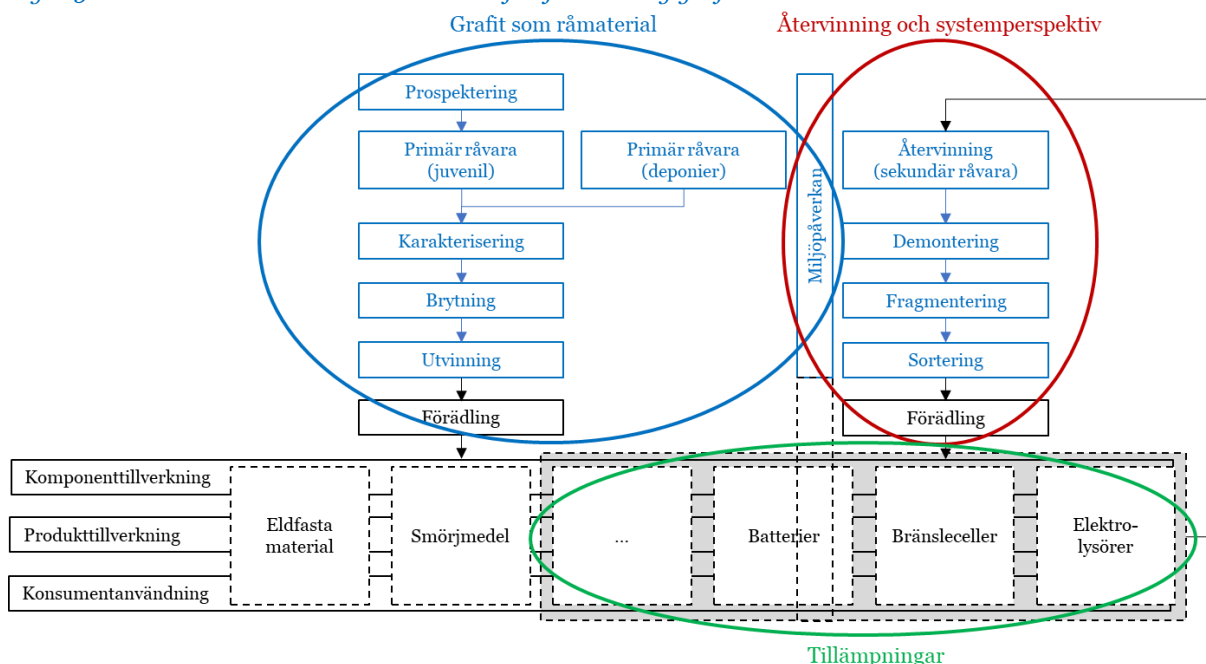 Grafit som råmaterial
Återvinning och systemperspektiv
Prospektering
Primär råvara
(juvenil)
Primär råvara
(deponier)
Karakterisering
Brytning
Utvinning
Förädling
Miljöpåverkan
Återvinning
(sekundär råvara)
Demontering
Fragmentering
Sortering
Förädling
Komponenttillverkning
Produkttillverkning
Konsumentanvändning
Eldfasta
material
Smörjmedel
...
Batterier
Bränsleceller
Elektro-
lysörer
Tillämpningar